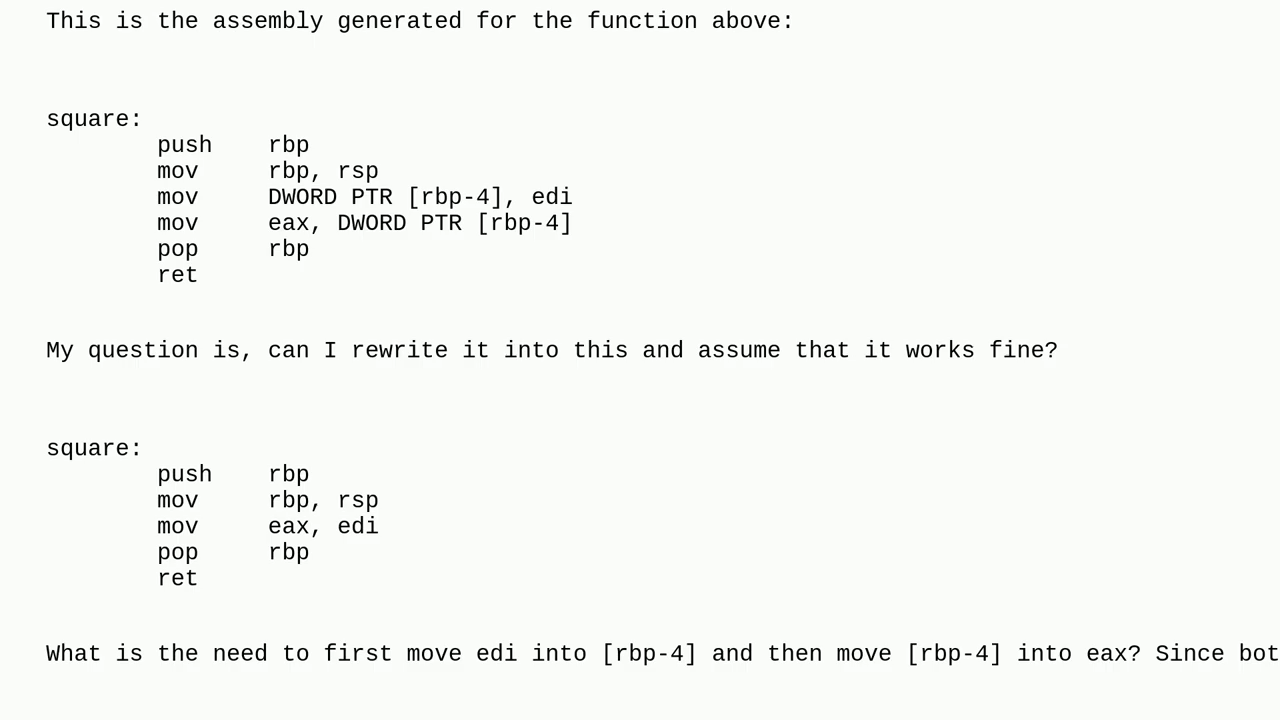 This is the assembly generated for the function above:
square:
push rbp
mov rbp, rsp
mov DWORD PTR [rbp-4], edi
mov eax, DWORD PTR [rbp-4]
pop rbp
ret
My question is, can I rewrite it into this and assume that it works fine?
square:
push rbp
mov rbp, rsp
mov eax, edi
pop rbp
ret
What is the need to first move edi into [rbp-4] and then move [rbp-4] into eax? Since